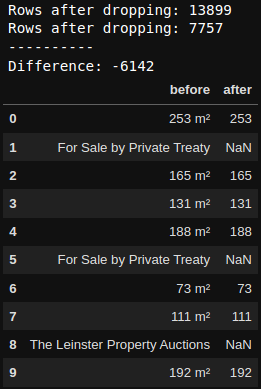 Rows after dropping: 13899
Rows after dropping: 7757
----------
Difference: -6142
before after
0 253 m² 253
1 For Sale by Private Treaty NaN
2 165 m² 165
3 131 m² 131
4 188 m² 188
5 For Sale by Private Treaty NaN
6 73 m² 73
7 111 m² 111
8 The Leinster Property Auctions NaN
9 192 m² 192